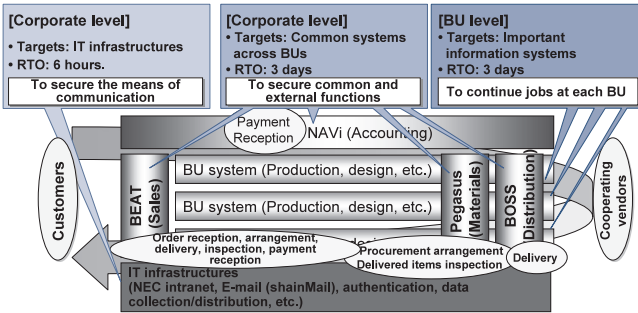 [Corporate level]
• Targets: IT infrastructures
• RTO: 6 hours.
To secure the means of
communication
[Corporate level]
• Targets: Common systems
across BUs
• RTO: 3 days
To secure common and
external functions
[BU level]
• Targets: Important
information systems
• RTO: 3 days
To continue jobs at each BU
Payment
Reception
NAVi (Accounting)
Customers
BEAT
(Sales)
BU system (Production, design, etc.)
BU system (Production, design, etc.)
Pegasus
(Materials)
BOSS
(Distribution)
Cooperating
vendors
Order reception, arrangement,
delivery, inspection, payment
reception
Procurement arrangement
Delivered items inspection
Delivery
IT infrastructures
(NEC intranet, E-mail (shainMail), authentication, data
collection/distribution, etc.)